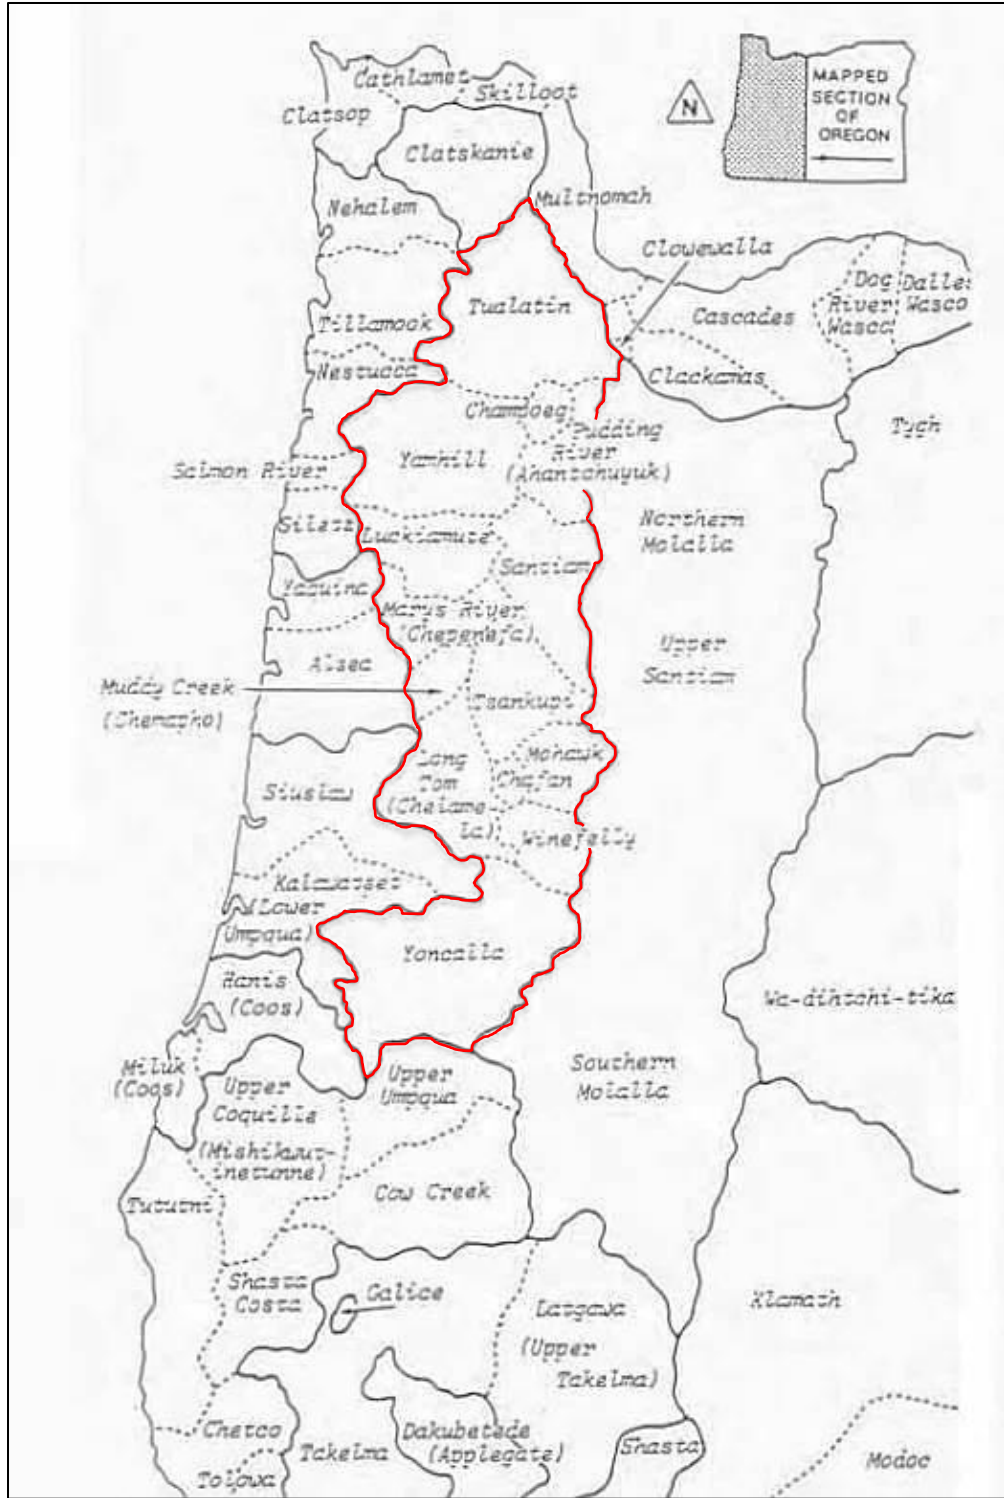 Cathlamet
Skilloot
Clatsop
MAPPED
SECTION
OF
OREGON
N
Clatskanie
Nehalem
Multnomah
Clowewalla
Tualatin
Cascades
Dog
River
Wasco
Dalles
Wasco
Tillamook
Nestucca
Clackamas
Champoeg
Pudding
River
(Ahantchuyuk)
Tygh
Yamhill
Salmon River
Siletz
Luckiamute
Northern
Molalla
Santiam
Yaquina
Marys River
(Chepenefa)
Alsea
Upper
Santiam
Muddy Creek
(Chemapho)
Tsankupi
Mohawk
Long
Tom
(Chelame-
la)
Chafan
Siuslaw
Winefelly
Kalawatset
(Lower
Umpqua)
Yoncalla
Hanis
(Coos)
Wa-dihtchi-tika
Miluk
(Coos)
Upper
Coquille
(Mishikwut-
inetunne)
Upper
Umpqua
Southern
Molalla
Cow Creek
Tututni
Shasta
Costa
Galice
Latgawa
(Upper
Takelma)
Klamath
Chetco
Takelma
Dakubetede
(Applegate)
Shasta
Modoc
Tolowa